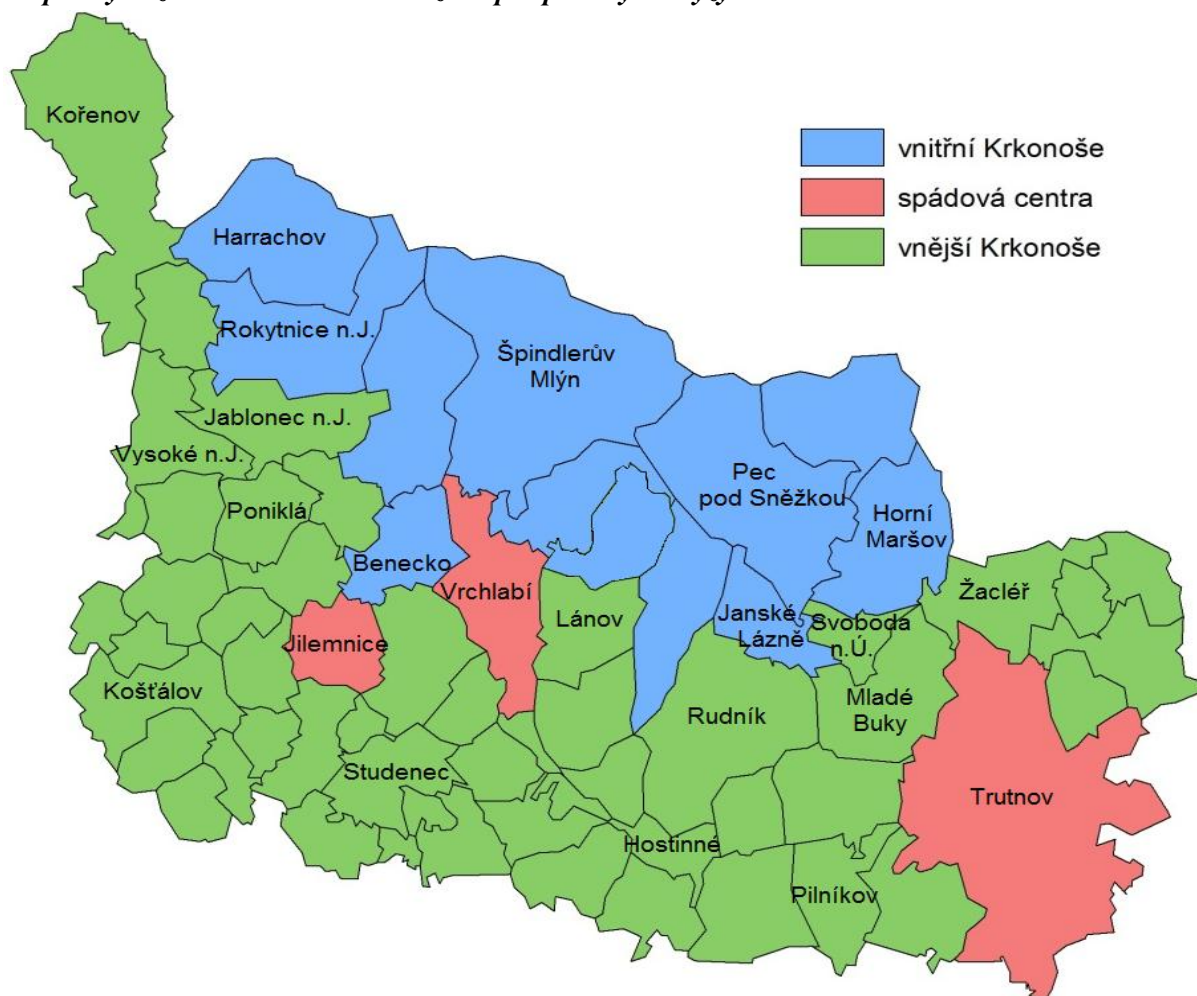 Kořenov
vnitřní Krkonoše
spádová centra
vnější Krkonoše
Harrachov
Rokytnice n.J.
Špindlerův
Mlýn
Jablonec n.J.
Vysoké n.J.
Pec
pod Sněžkou
Poniklá
Horní
Maršov
Benecko
Vrchlabí
Lánov
Žacléř
Janské
Lázně
Svoboda
n.Ú.
Jilemnice
Košťálov
Rudník
Mladé
Buky
Studenec
Trutnov
Hostinné
Pilníkov